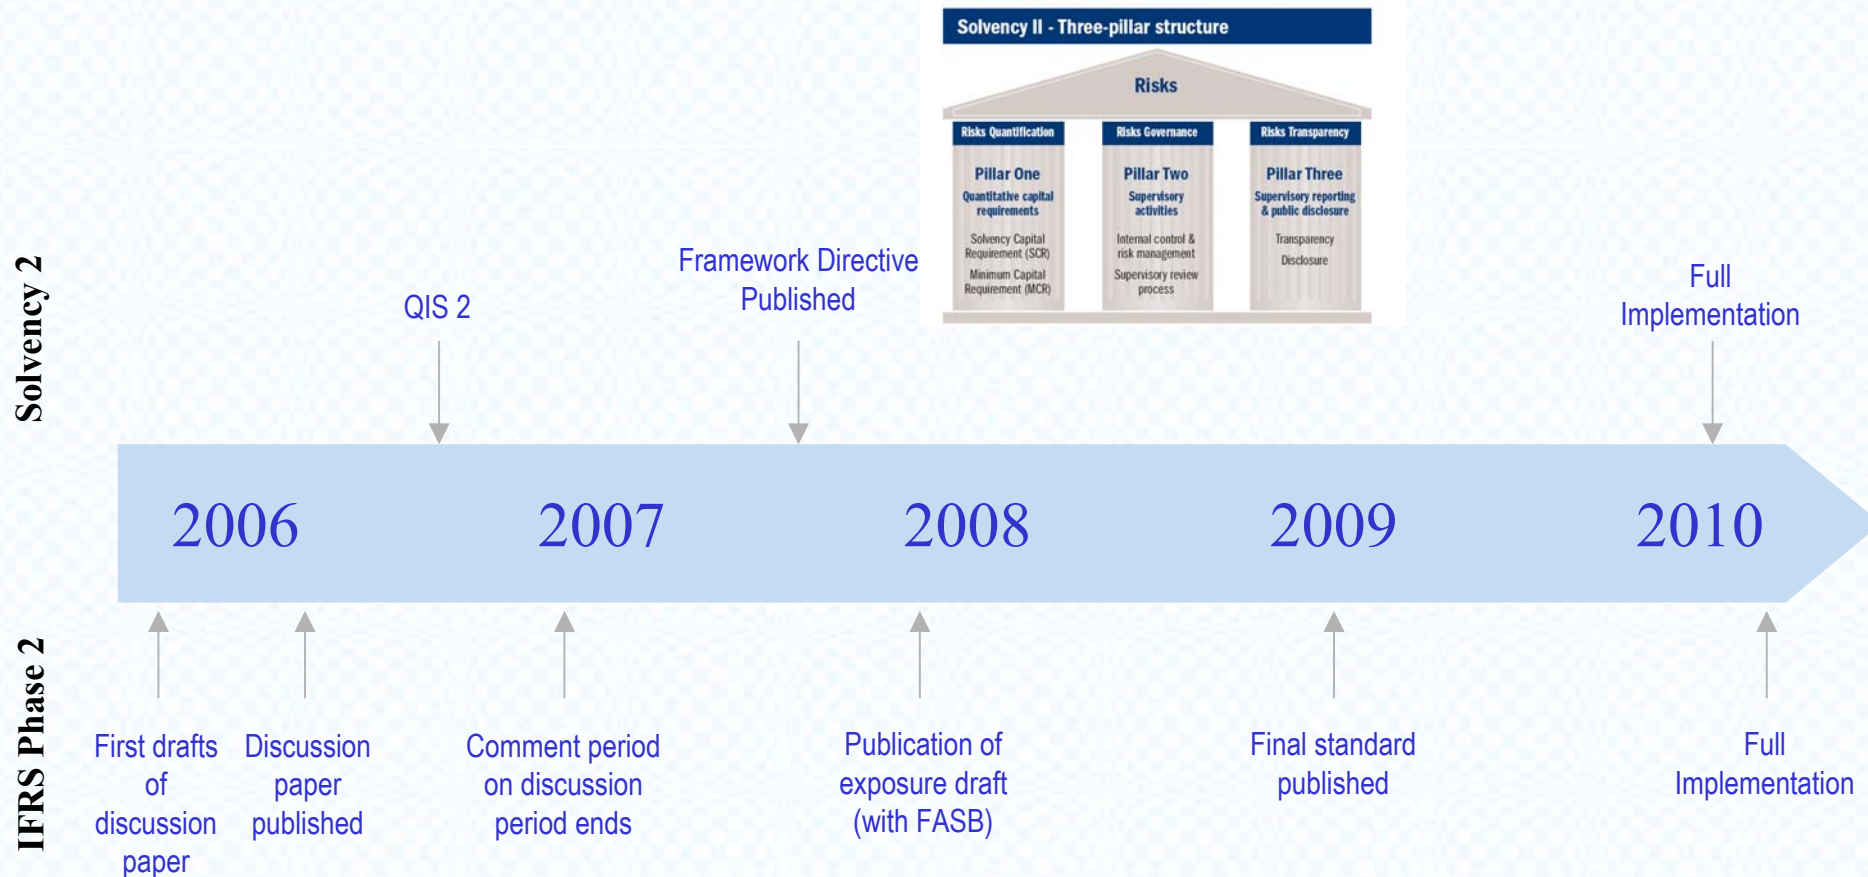 Solvency II - Three-pillar structure
Risks
Risks Quantification
Pillar One
Quantitative capital
requirements
Solvency Capital
Requirement (SCR)
Minimum Capital
Requirement (MCR)
Risks Governance
Pillar Two
Supervisory
activities
Internal control &
risk management
Supervisory review
process
Risks Transparency
Pillar Three
Supervisory reporting
& public disclosure
Transparency
Disclosure
Solvency 2
QIS 2
Framework Directive
Published
Full
Implementation
2006 2007 2008 2009 2010
IFRS Phase 2
First drafts
of
discussion
paper
Discussion
paper
published
Comment period
on discussion
period ends
Publication of
exposure draft
(with FASB)
Final standard
published
Full
Implementation